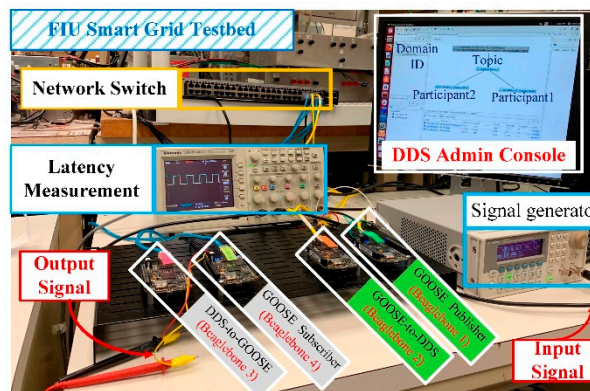 FIU Smart Grid Testbed
Network Switch
Domain
ID
Topic
Participant2
Participant1
DDS Admin Console
Latency
Measurement
Tektronix
Signal generator
Output
Signal
DDS-to-GOOSE
(Beaglebone 3)
GOOSE Subscriber
(Beaglebone 4)
GOOSE-to-DDS
(Beaglebone 2)
GOOSE Publisher
(Beaglebone 1)
Input
Signal